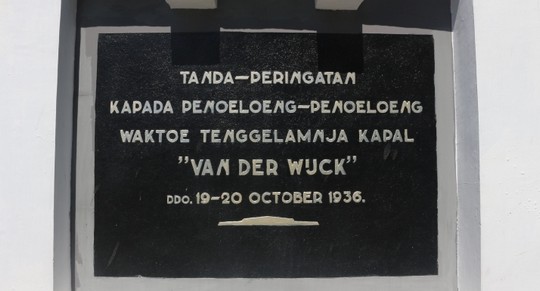 TANDA-PERINGATAN
KAPADA PENOELOENG-PENOELOENG
WAKTOE TENGGELAMNJA KAPAL
"VAN DER WIJCK"
DDO. 19-20 OCTOBER 1936.